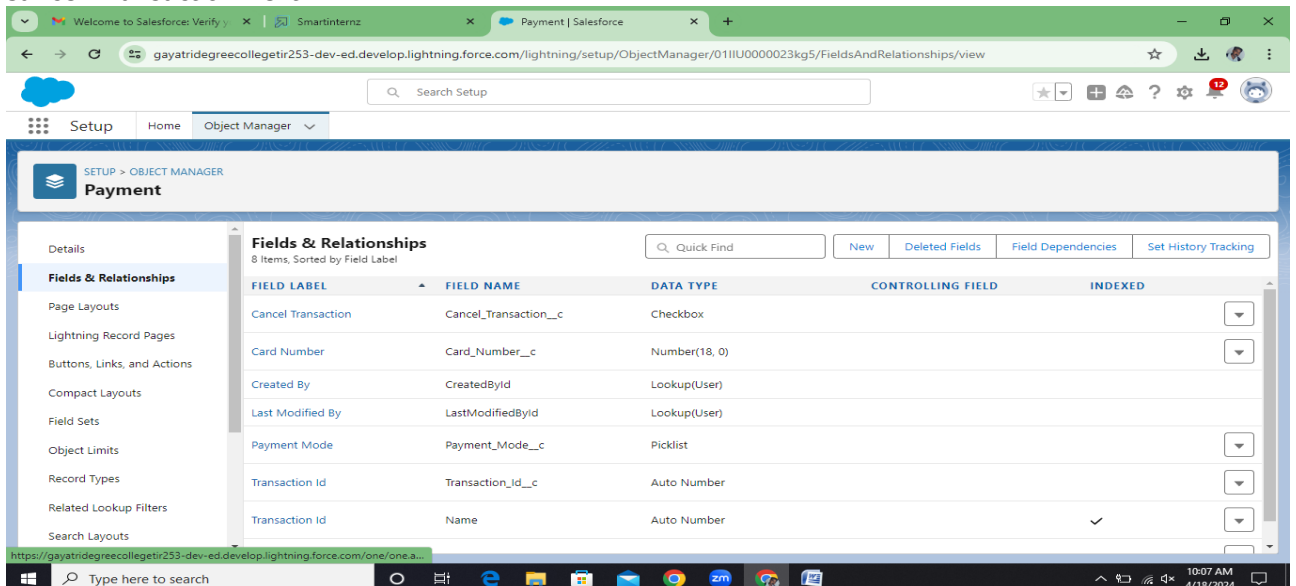 Welcome to Salesforce: Verify y
Smartinternz
Payment | Salesforce
gayatridegreecollegetir253-dev-ed.develop.lightning.force.com/lightning/setup/ObjectManager/01IIU0000023kg5/FieldsAndRelationships/view
Search Setup
12
Setup Home Object Manager
SETUP > OBJECT MANAGER
Payment
Details
Fields & Relationships
Page Layouts
Lightning Record Pages
Buttons, Links, and Actions
Compact Layouts
Field Sets
Object Limits
Record Types
Related Lookup Filters
Search Layouts
Fields & Relationships
8 Items, Sorted by Field Label
Quick Find
New Deleted Fields Field Dependencies Set History Tracking
FIELD LABEL FIELD NAME DATA TYPE CONTROLLING FIELD INDEXED
Cancel Transaction Cancel_Transaction__c Checkbox
Card Number Card_Number__c Number(18, 0)
Created By CreatedById Lookup(User)
Last Modified By LastModifiedById Lookup(User)
Payment Mode Payment_Mode__c Picklist
Transaction Id Transaction_Id__c Auto Number
Transaction Id Name Auto Number
https://gayatridegreecollegetir253-dev-ed.develop.lightning.force.com/one/one.a...
Type here to search
zm
10:07 AM
4/18/2024